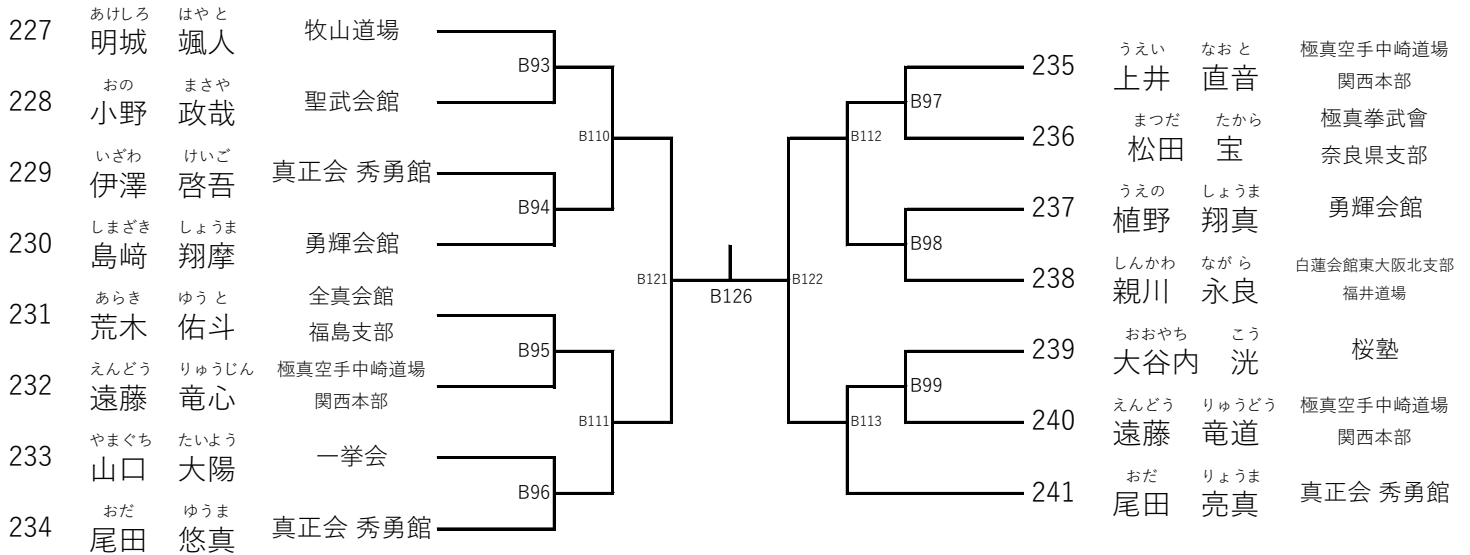 あけしろ はやと
227 明城 颯人 牧山道場
B93
おの まさや
228 小野 政哉 聖武会館
B110
いざわ けいご
229 伊澤 啓吾 真正会 秀勇館
B94
しまざき しょうま
230 島﨑 翔摩 勇輝会館
B121
あらき ゆうと
231 荒木 佑斗 全真会館
福島支部
B95
えんどう りゅうじん
232 遠藤 竜心 極真空手中崎道場
関西本部
B111
やまぐち たいよう
233 山口 大陽 一挙会
B96
おだ ゆうま
234 尾田 悠真 真正会 秀勇館
B126
うえい なおと
235 上井 直音 極真空手中崎道場
関西本部
B97
まつだ たから
236 松田 宝 極真拳武會
奈良県支部
B112
うえの しょうま
237 植野 翔真 勇輝会館
B98
しんかわ ながら
238 親川 永良 白蓮会館東大阪北支部
福井道場
B122
おおやち こう
239 大谷内 洸 桜塾
B99
えんどう りゅうどう
240 遠藤 竜道 極真空手中崎道場
関西本部
B113
おだ りょうま
241 尾田 亮真 真正会 秀勇館